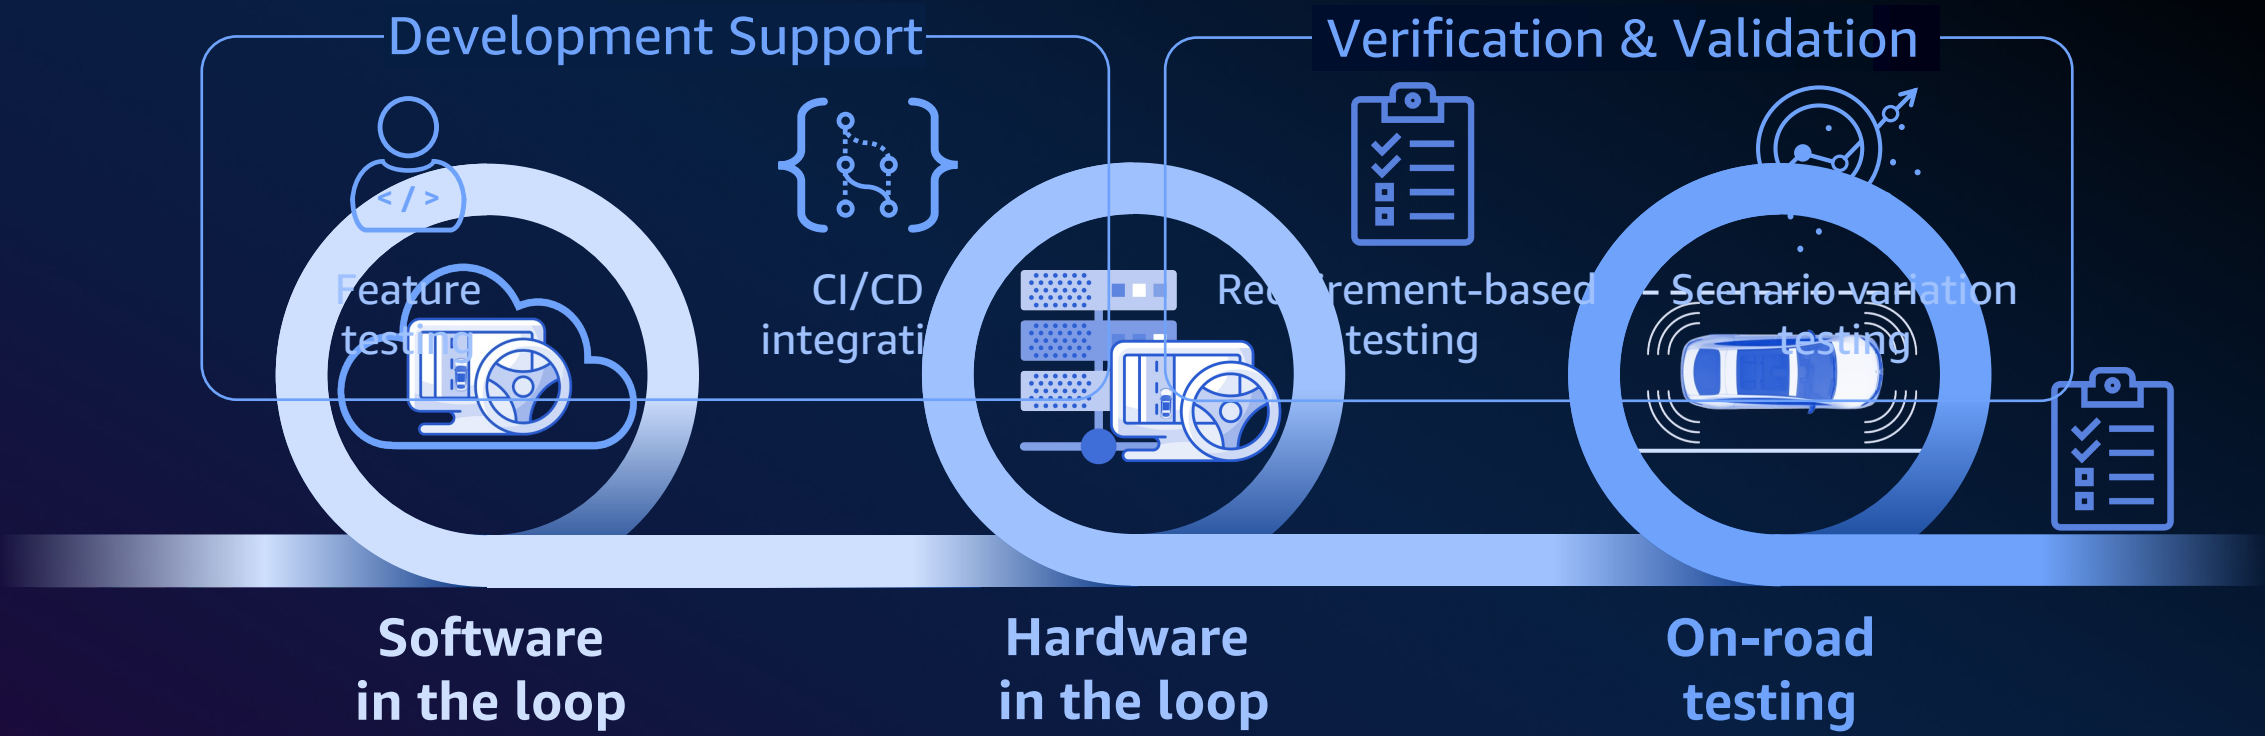 Development Support
Verification & Validation
</>
Feature
testing
CI/CD
integrati
Re rement-based
testing
Scenario variation
testing
Software
in the loop
Hardware
in the loop
On-road
testing